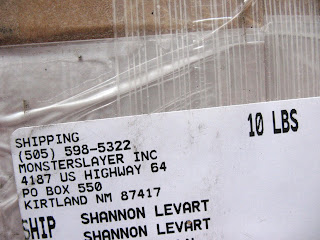 SHIPPING
(505) 598-5322
MONSTERSLAYER INC
4187 US HIGHWAY 64
PO BOX 550
KIRTLAND NM 87417
10 LBS
SHIP SHANNON LEVART
SHANNON LEVART